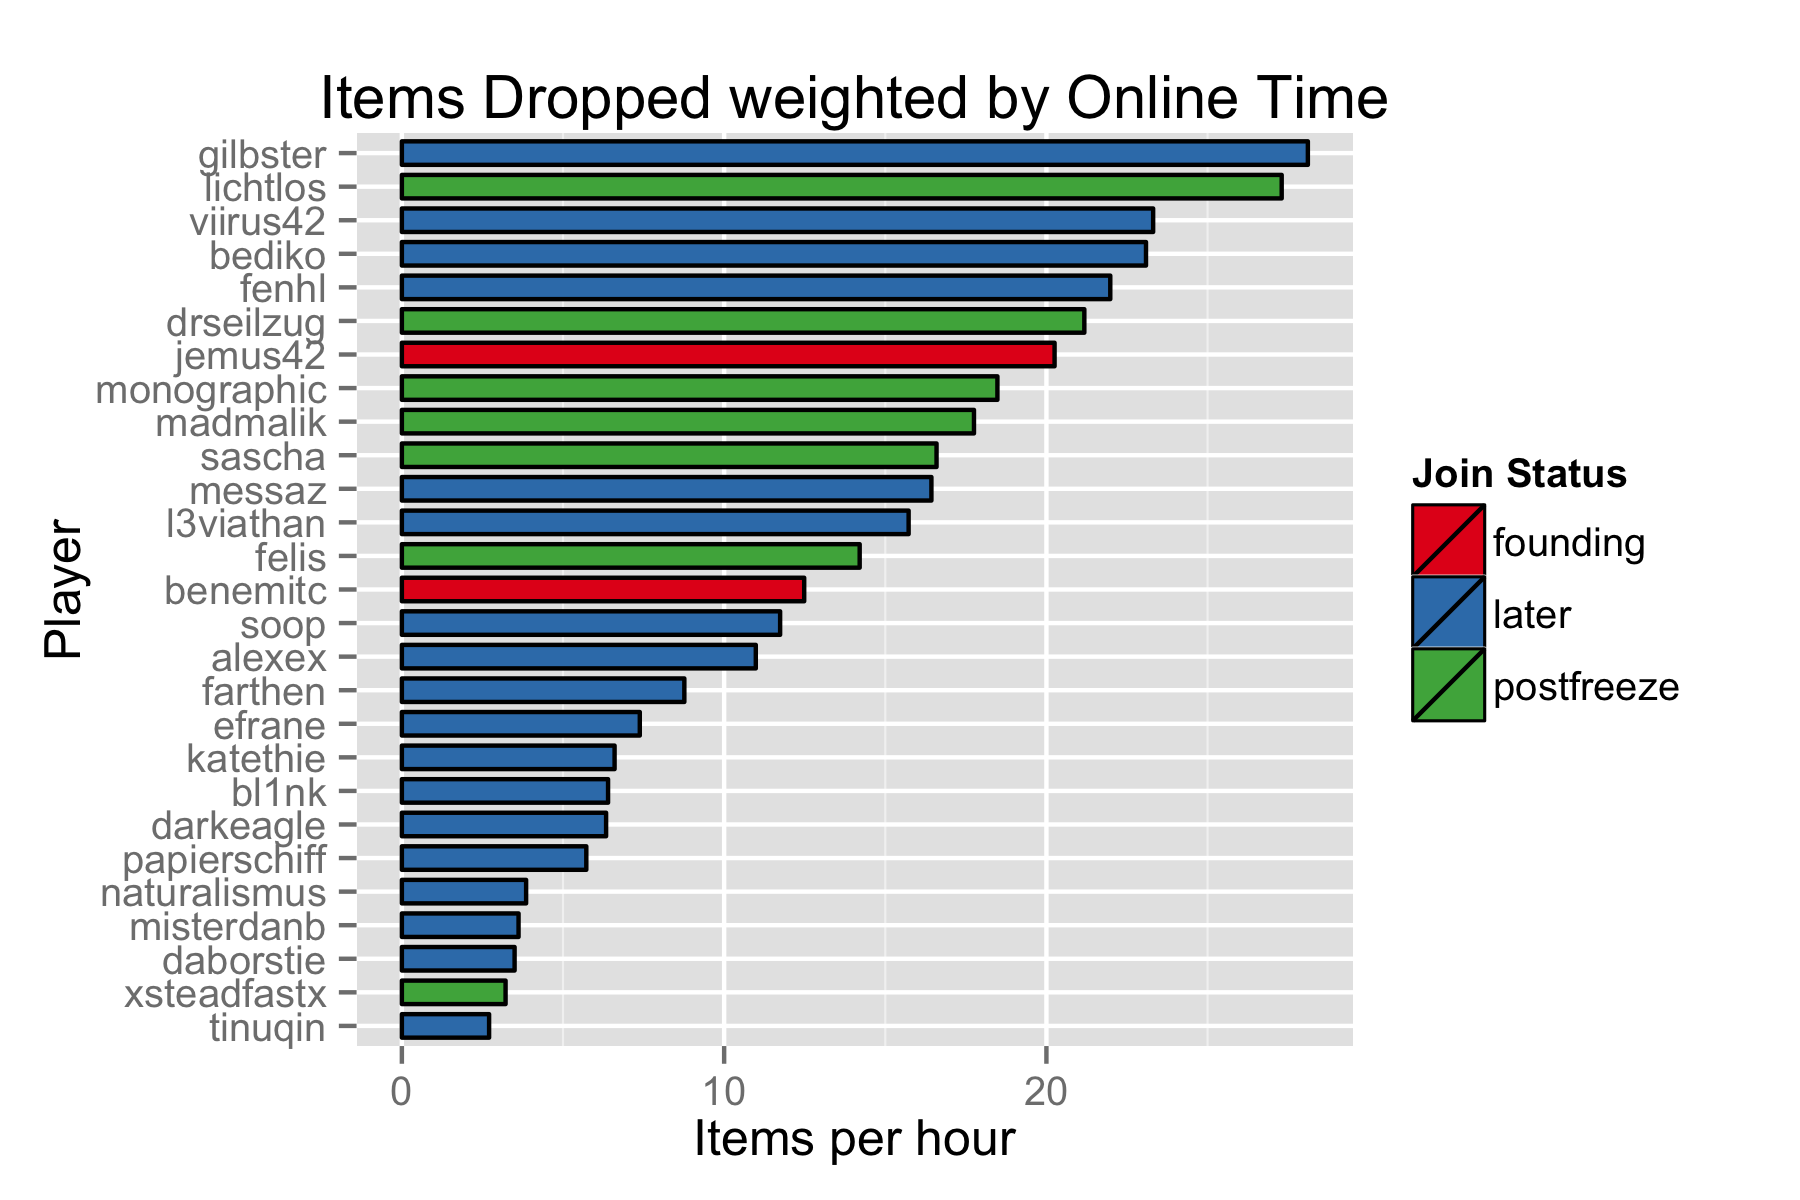 Items Dropped weighted by Online Time
gilbster
lichtlos
viirus42
bediko
fenhl
drseilzug
jemus42
monographic
madmalik
sascha
messaz
l3viathan
felis
benemitc
soop
alexex
farthen
efrane
katethie
bl1nk
darkeagle
papierschiff
naturalismus
misterdanb
daborstie
xsteadfastx
tinuqin
Player
0 10 20
Items per hour
Join Status
founding
later
postfreeze